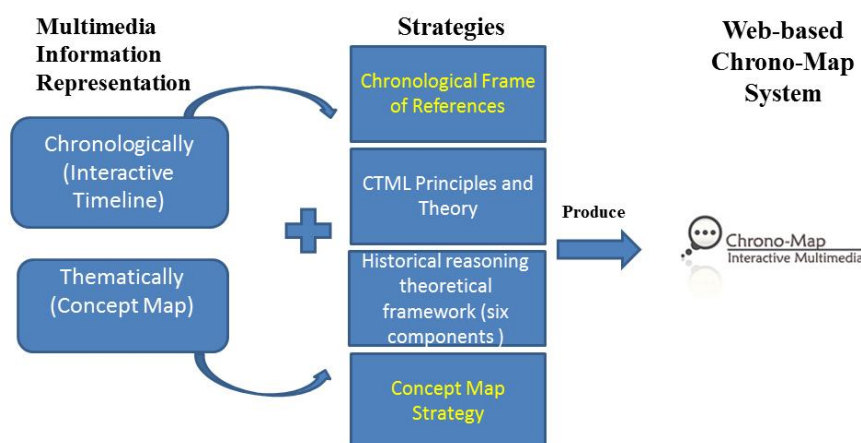 Multimedia
Information
Representation
Chronologically
(Interactive
Timeline)
Thematically
(Concept Map)
Strategies
Chronological Frame
of References
CTML Principles and
Theory
Historical reasoning
theoretical
framework (six
components )
Concept Map
Strategy
Produce
Web-based
Chrono-Map
System
Chrono-Map
Interactive Multimedia